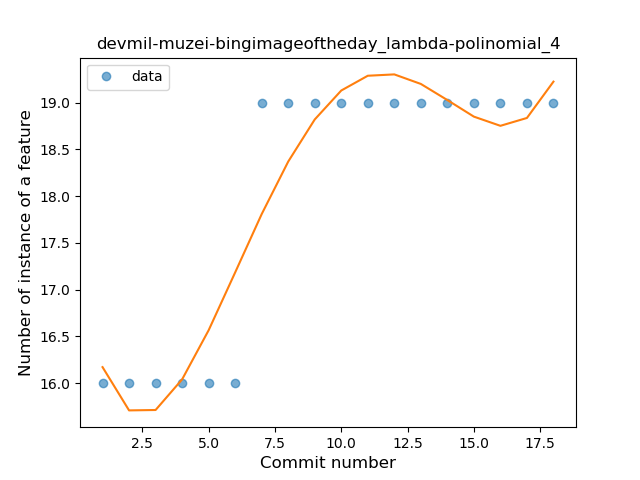 devmil-muzei-bingimageoftheday_lambda-polinomial_4
data
Number of instance of a feature
19.0
18.5
18.0
17.5
17.0
16.5
16.0
2.5 5.0 7.5 10.0 12.5 15.0 17.5
Commit number